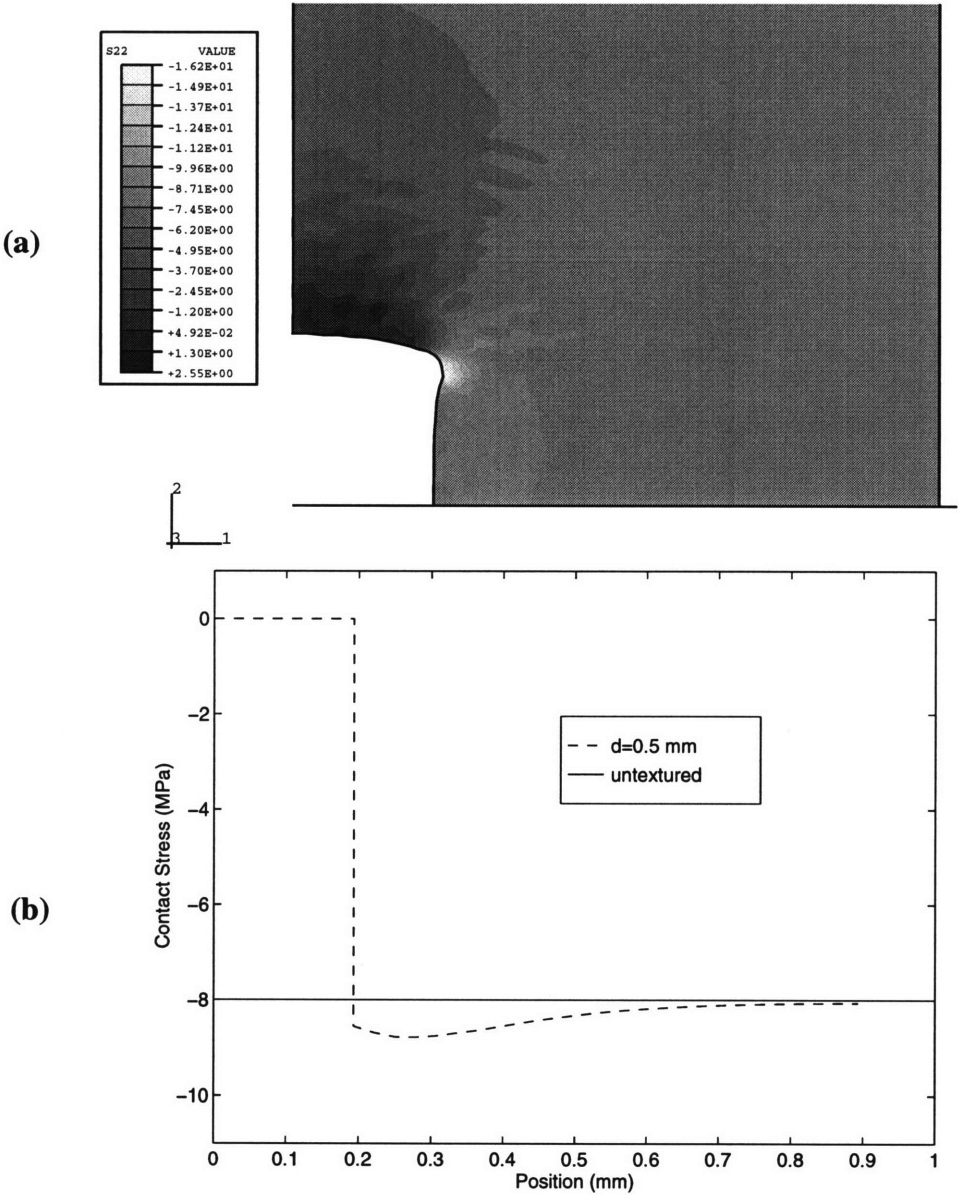 S22 VALUE
-1.62E+01
-1.49E+01
-1.37E+01
-1.24E+01
-1.12E+01
-9.96E+00
-8.71E+00
-7.45E+00
-6.20E+00
-4.95E+00
-3.70E+00
-2.45E+00
-1.20E+00
+4.92E-02
+1.30E+00
+2.55E+00
(a)
2
3 1
0
−2
−4
−6
−8
−10
Contact Stress (MPa)
d=0.5 mm
untextured
(b)
0 0.1 0.2 0.3 0.4 0.5 0.6 0.7 0.8 0.9 1
Position (mm)